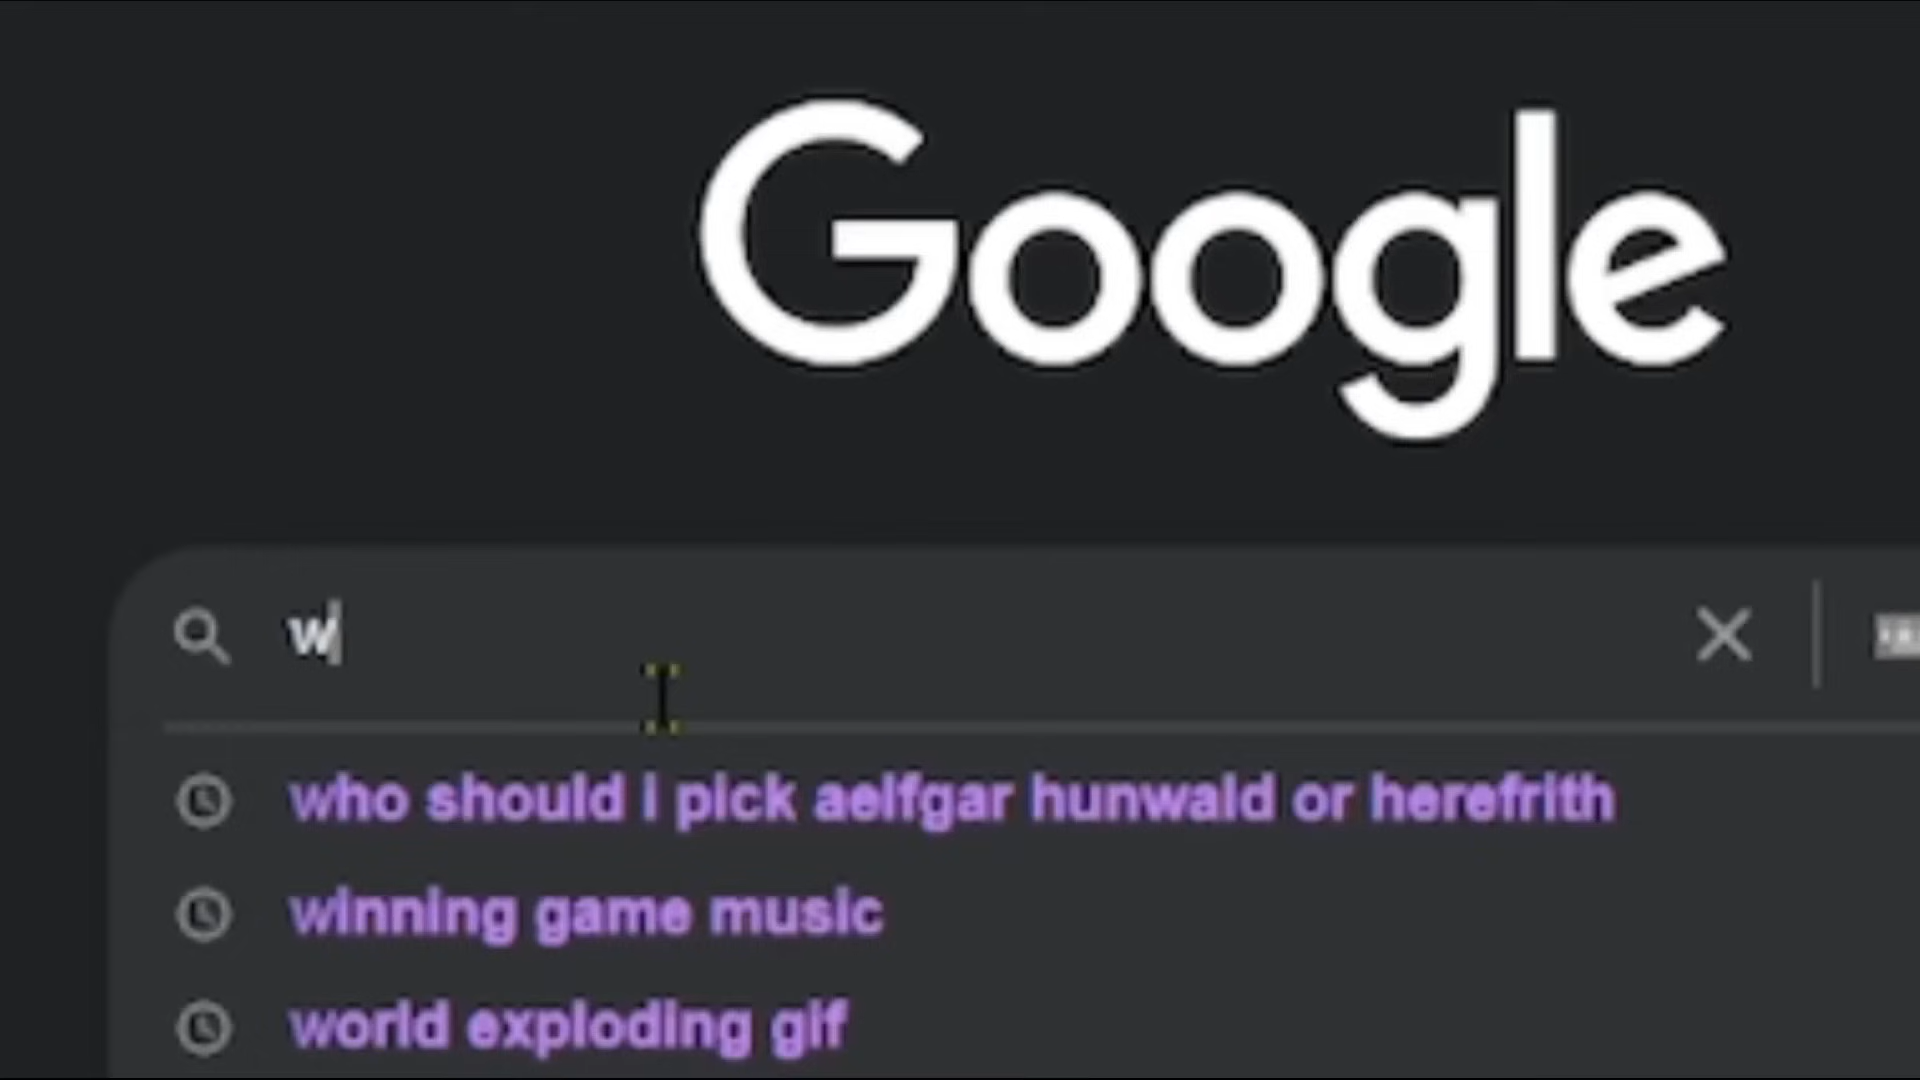 Google
w
who should i pick aelfgar hunwald or herefrith
winning game music
world exploding gif